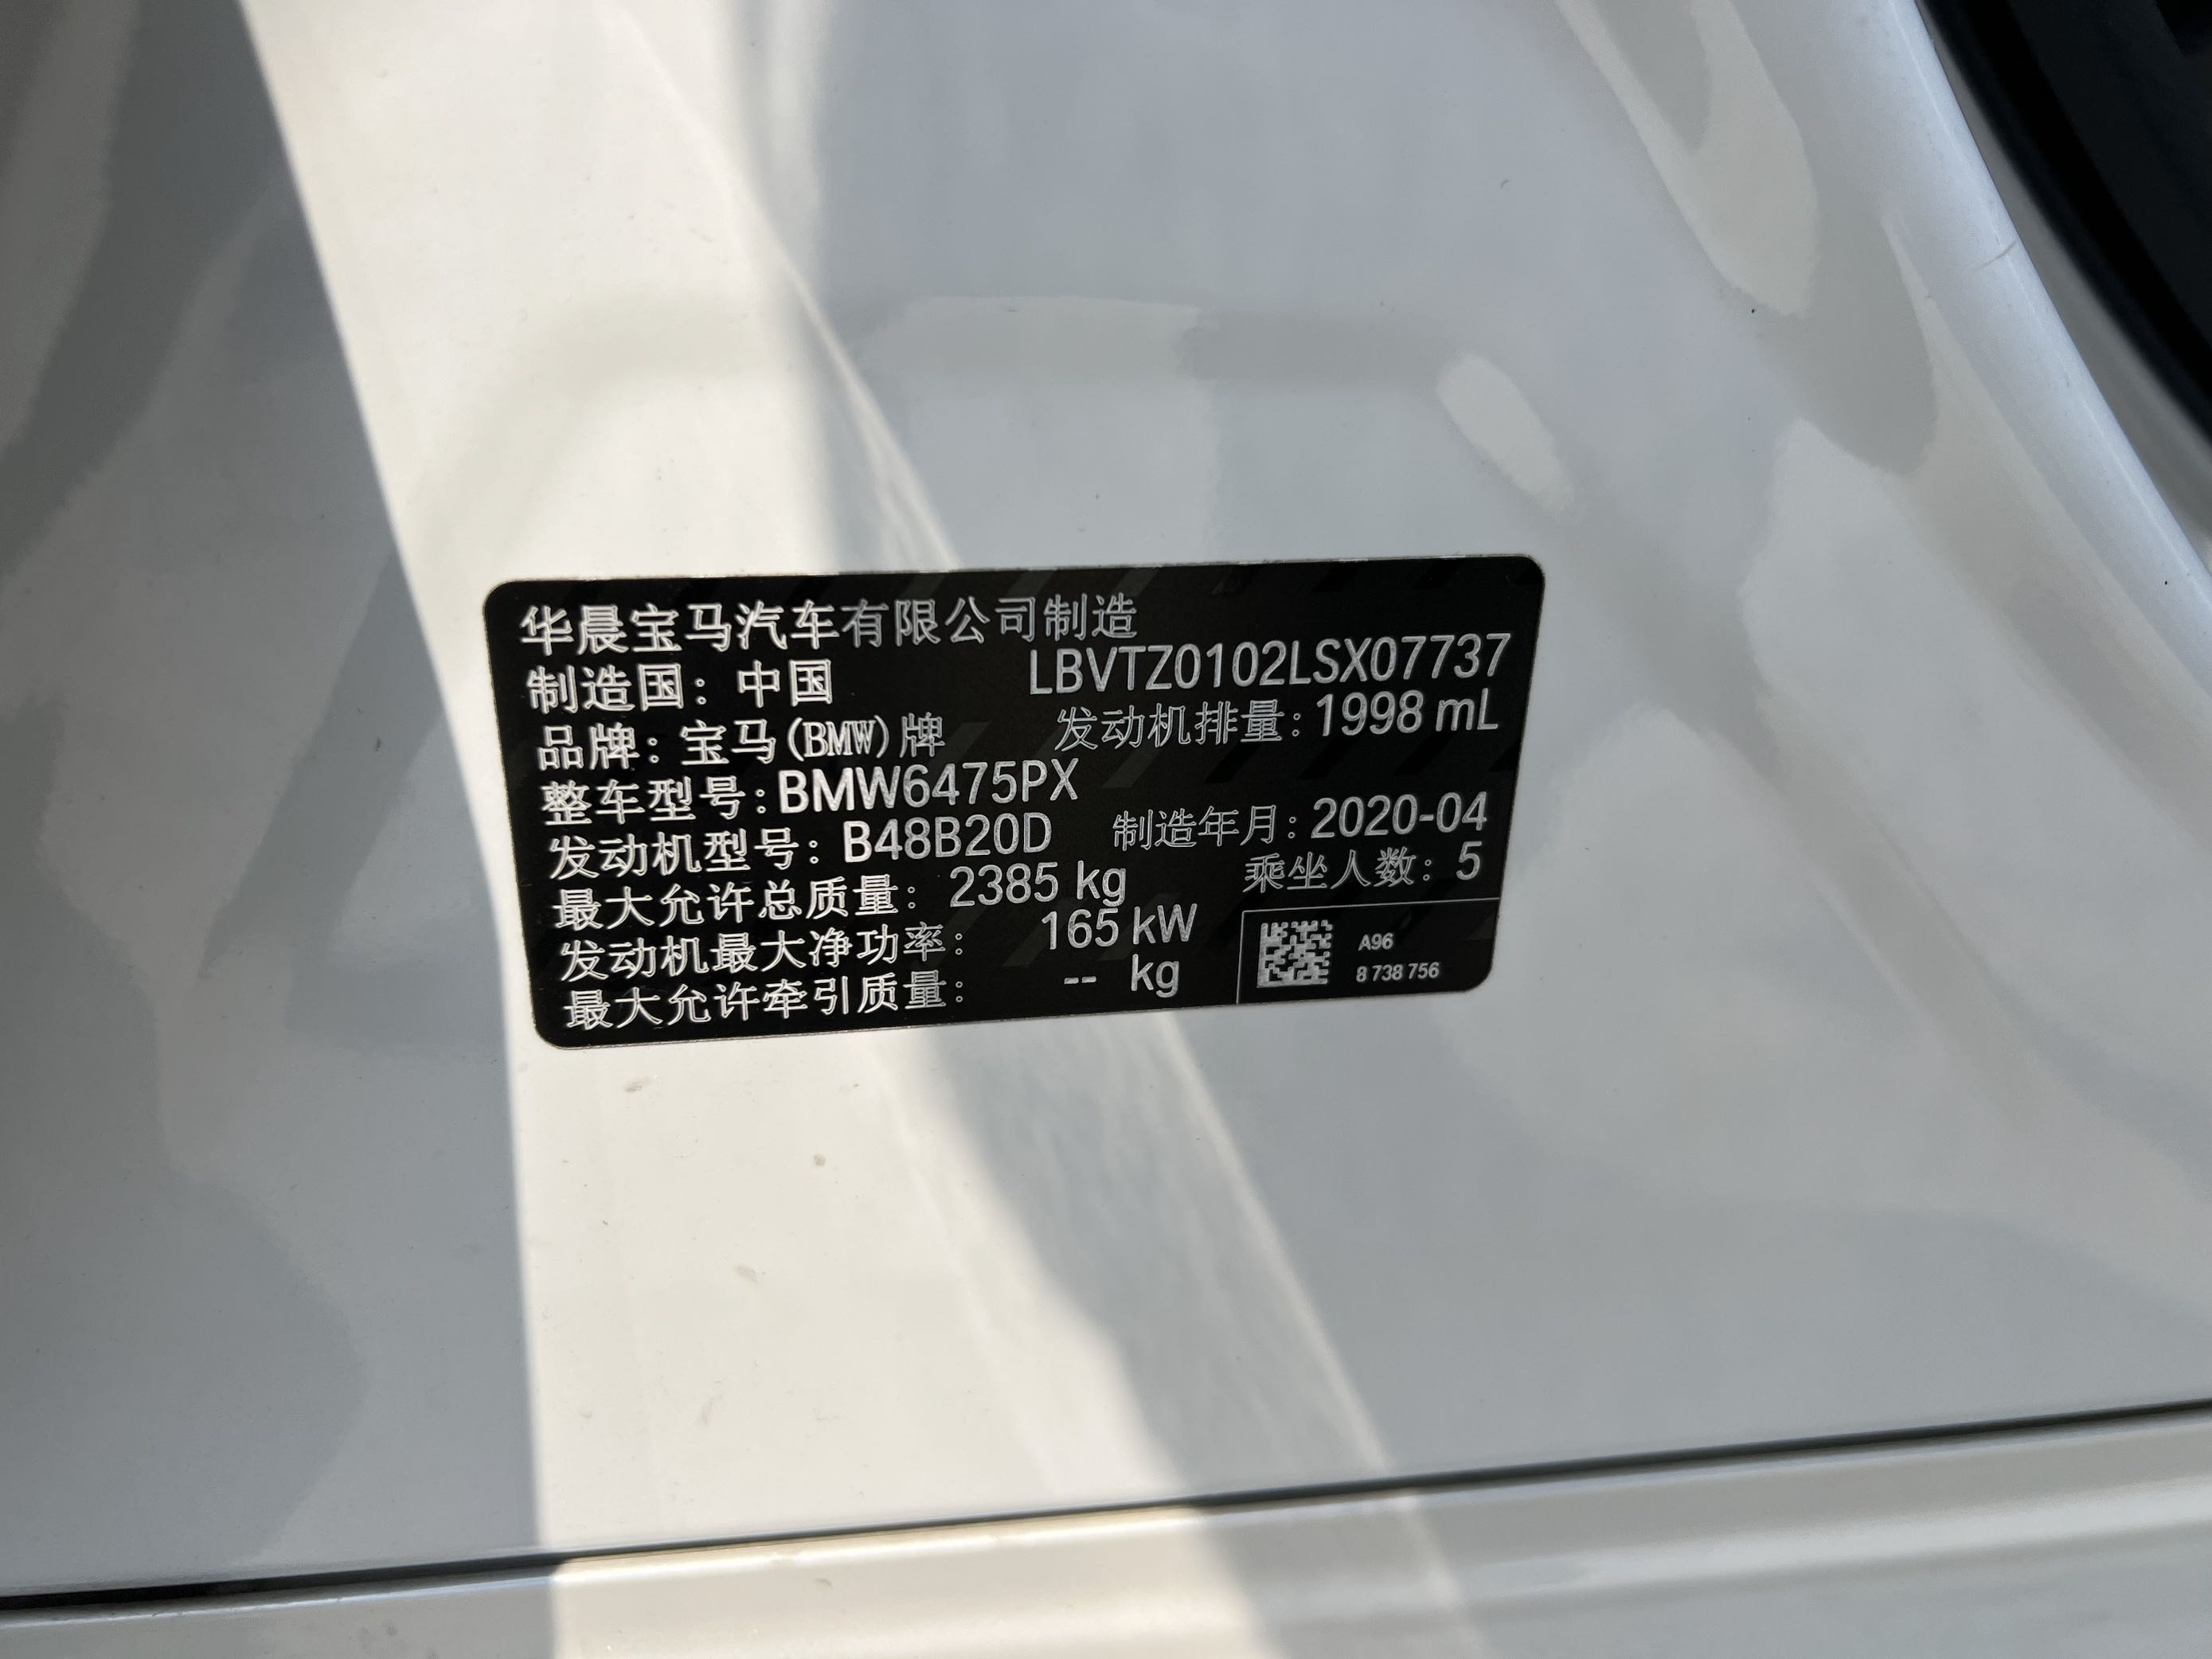 华晨宝马汽车有限公司制造
制造国：中国 LBVTZ0102LSX07737
品牌：宝马(BMW)牌 发动机排量：1998 mL
整车型号：BMW6475PX
发动机型号：B48B20D 制造年月：2020-04
最大允许总质量：2385 kg 乘坐人数：5
发动机最大净功率：165 kW
最大允许牵引质量：-- kg
A96
8 738 756